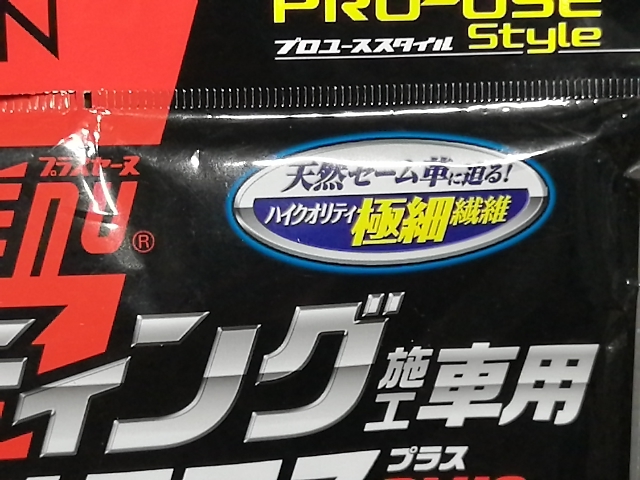 PRO-USE
プロユーススタイル Style
プラスセーヌ
天然セーム革に迫る!
ハイクオリティ極細繊維
®
ィング施工車用
プラス